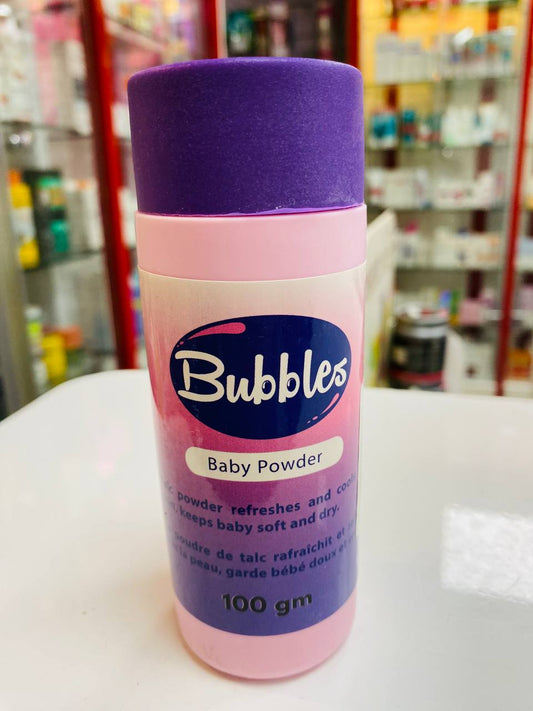 Bubbles
Baby Powder
powder refreshes and
keeps baby soft and dry.
poudre de talc rafraîchit et
la peau, garde bébé doux et
100 gm